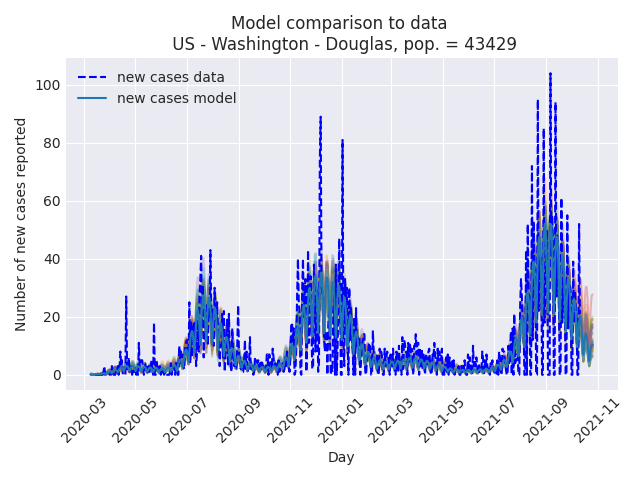 Model comparison to data
US - Washington - Douglas, pop. = 43429
new cases data
new cases model
Number of new cases reported
100
80
60
40
20
0
2020-03
2020-05
2020-07
2020-09
2020-11
2021-01
2021-03
2021-05
2021-07
2021-09
2021-11
Day